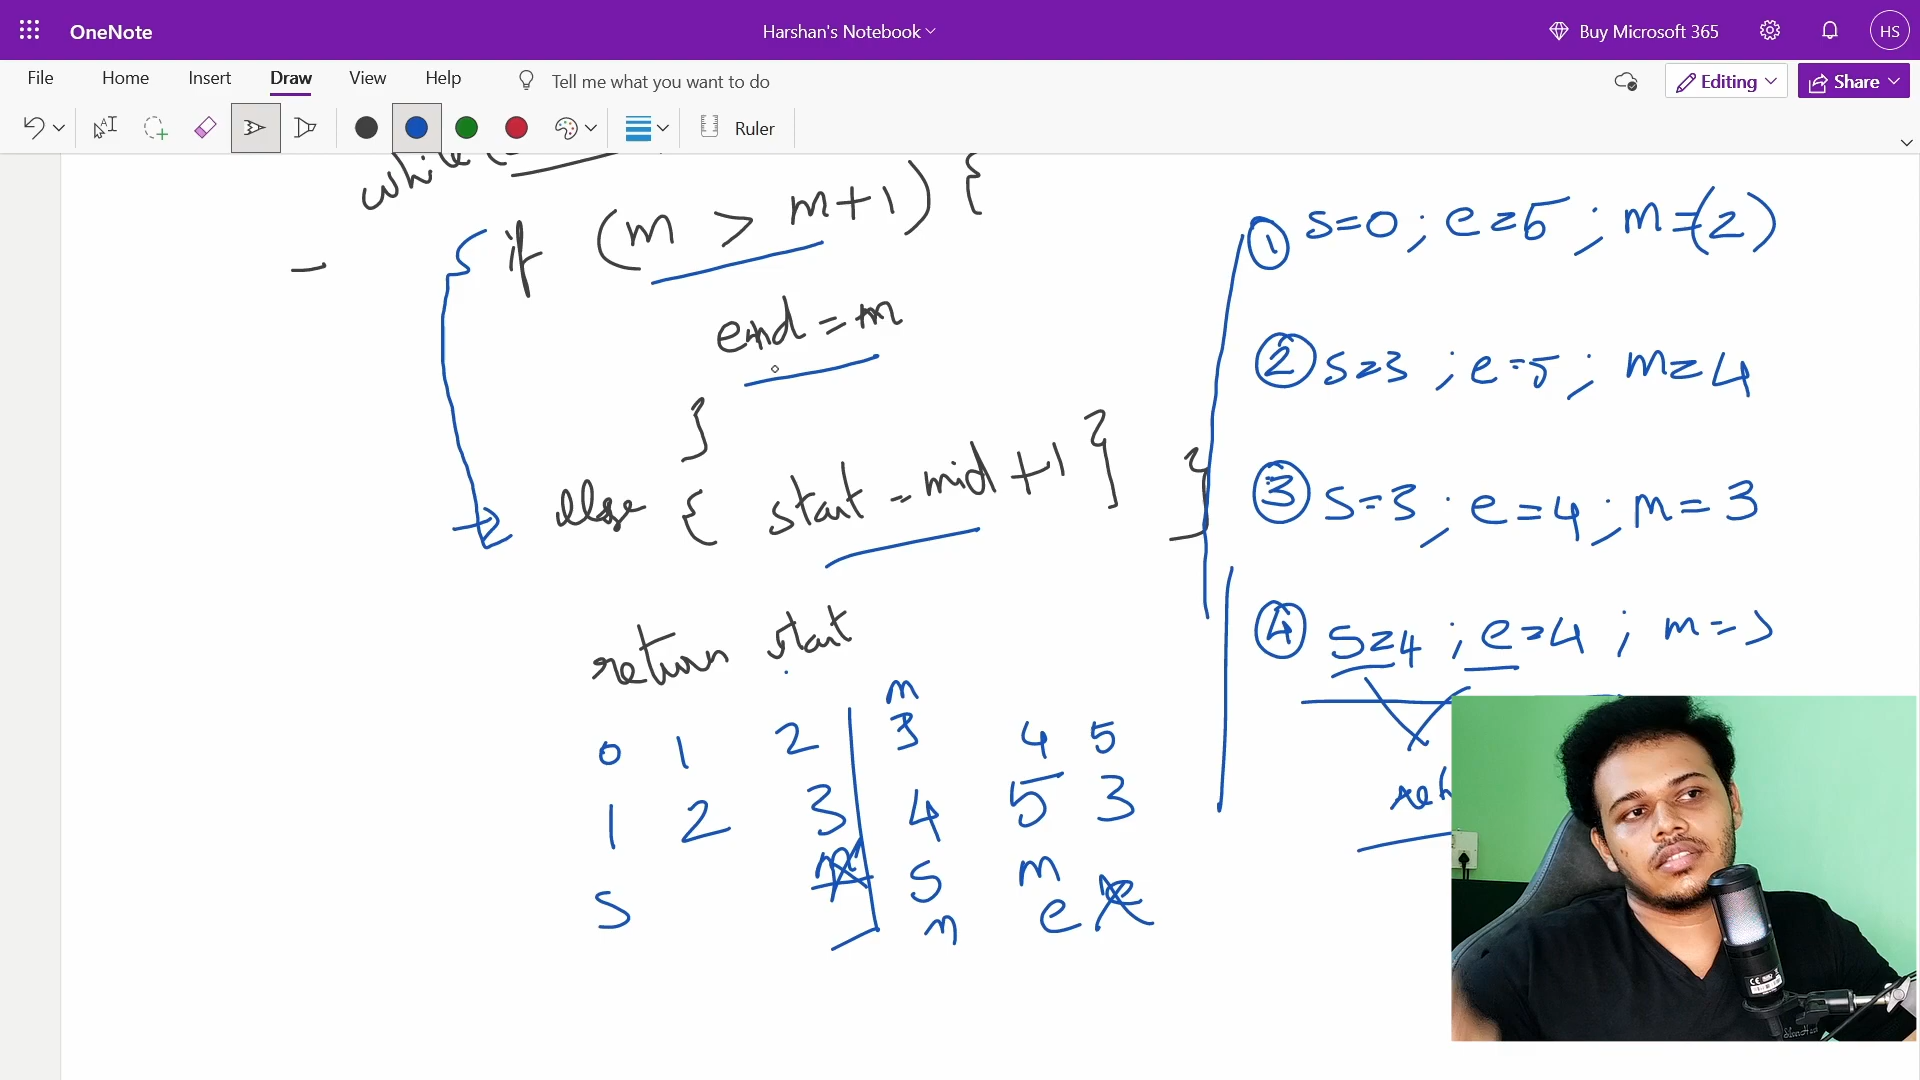 OneNote
Harshan's Notebook
Buy Microsoft 365
HS
File Home Insert Draw View Help
Tell me what you want to do
Editing
Share
Ruler
while (
if (m > m+1) {
end = m
}
else { start = mid + 1 } }
return start
m
0 1 2 3 4 5
1 2 3 4 5 3
m S m
S m e e
① s=0 ; e=5 ; m=(2)
② s=3 ; e=5 ; m=4
③ s=3 ; e=4 ; m=3
④ s=4 ; e=4 ; m=